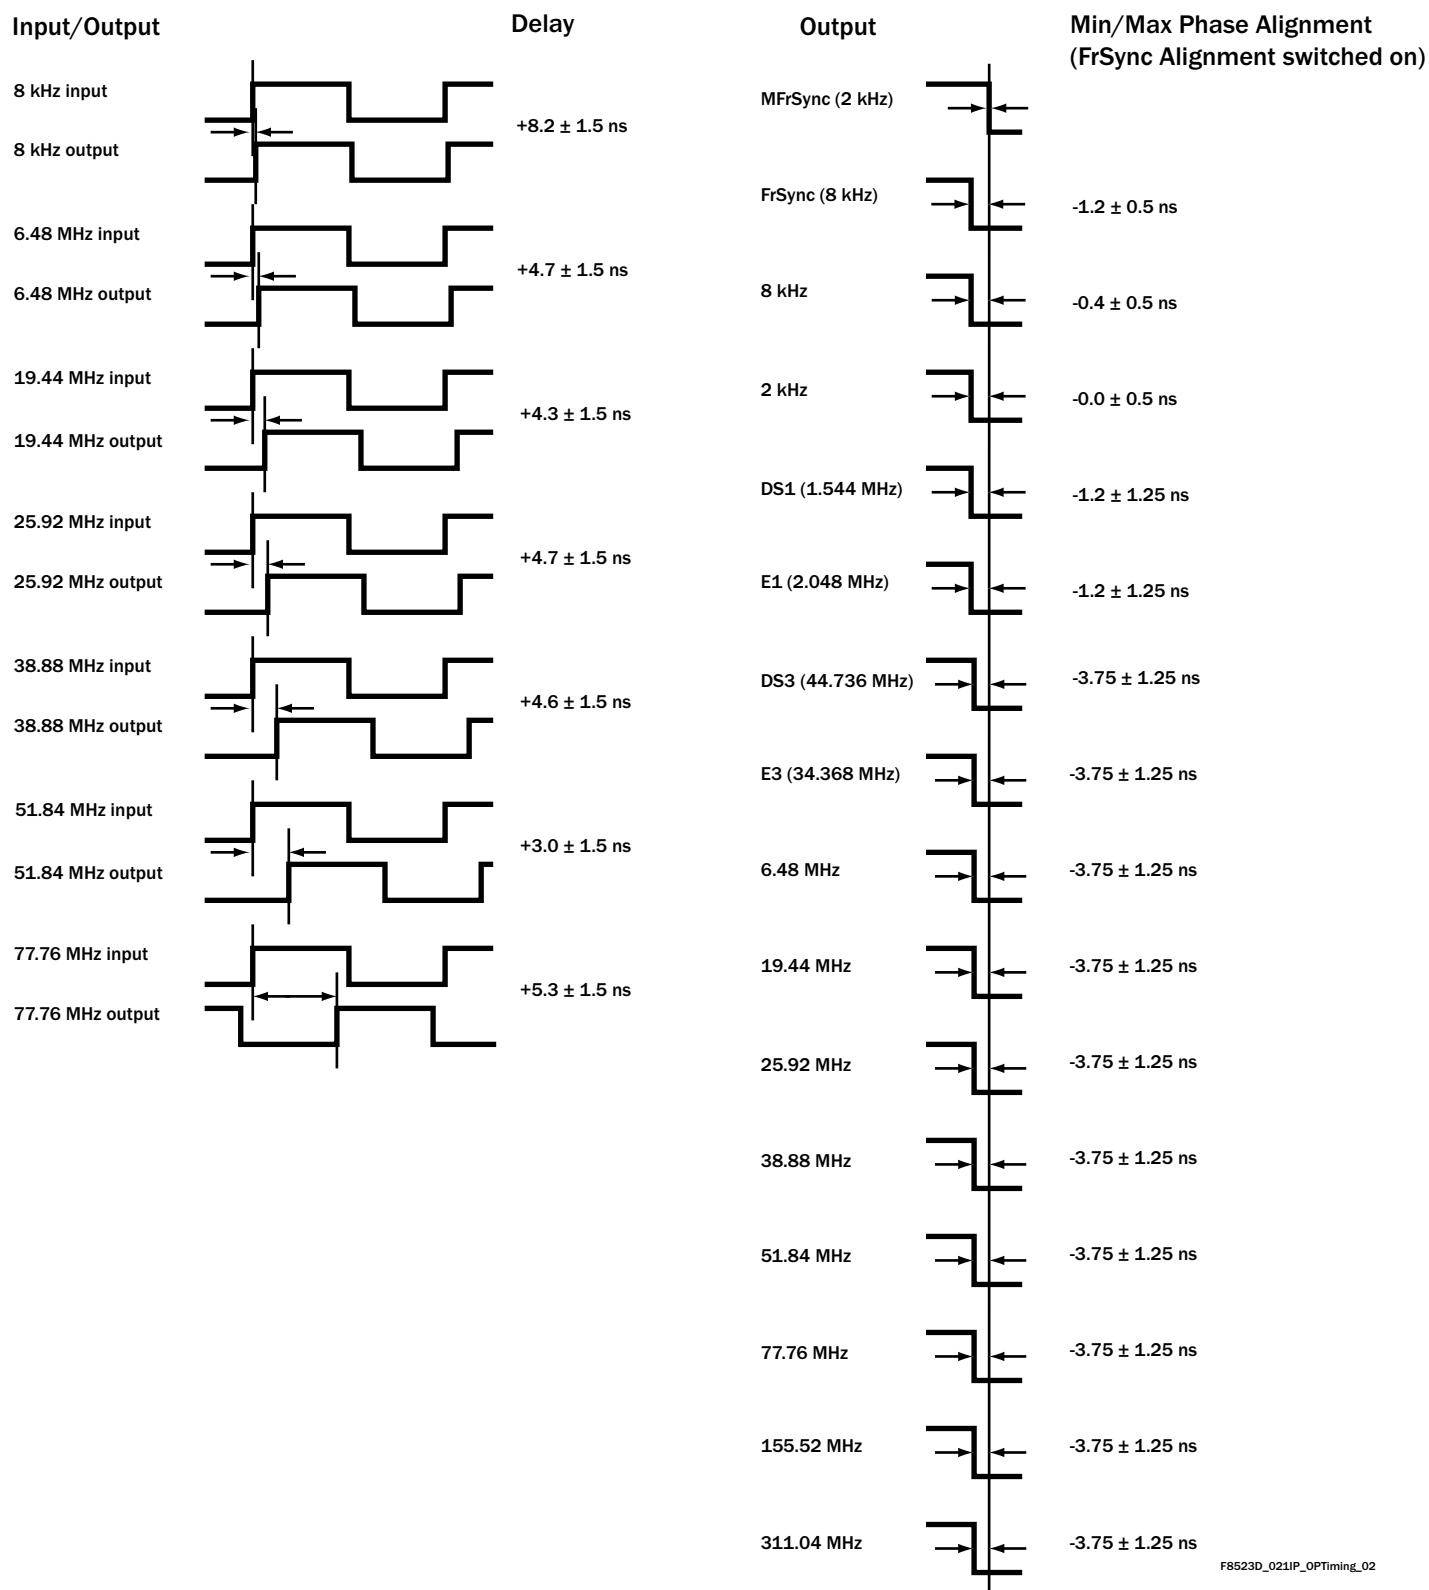 Input/Output
Delay
8 kHz input
+8.2 ± 1.5 ns
8 kHz output
6.48 MHz input
+4.7 ± 1.5 ns
6.48 MHz output
19.44 MHz input
+4.3 ± 1.5 ns
19.44 MHz output
25.92 MHz input
+4.7 ± 1.5 ns
25.92 MHz output
38.88 MHz input
+4.6 ± 1.5 ns
38.88 MHz output
51.84 MHz input
+3.0 ± 1.5 ns
51.84 MHz output
77.76 MHz input
+5.3 ± 1.5 ns
77.76 MHz output
Output
Min/Max Phase Alignment
(FrSync Alignment switched on)
MFrSync (2 kHz)
FrSync (8 kHz)
-1.2 ± 0.5 ns
8 kHz
-0.4 ± 0.5 ns
2 kHz
-0.0 ± 0.5 ns
DS1 (1.544 MHz)
-1.2 ± 1.25 ns
E1 (2.048 MHz)
-1.2 ± 1.25 ns
DS3 (44.736 MHz)
-3.75 ± 1.25 ns
E3 (34.368 MHz)
-3.75 ± 1.25 ns
6.48 MHz
-3.75 ± 1.25 ns
19.44 MHz
-3.75 ± 1.25 ns
25.92 MHz
-3.75 ± 1.25 ns
38.88 MHz
-3.75 ± 1.25 ns
51.84 MHz
-3.75 ± 1.25 ns
77.76 MHz
-3.75 ± 1.25 ns
155.52 MHz
-3.75 ± 1.25 ns
311.04 MHz
-3.75 ± 1.25 ns
F8523D_021IP_OPTiming_02